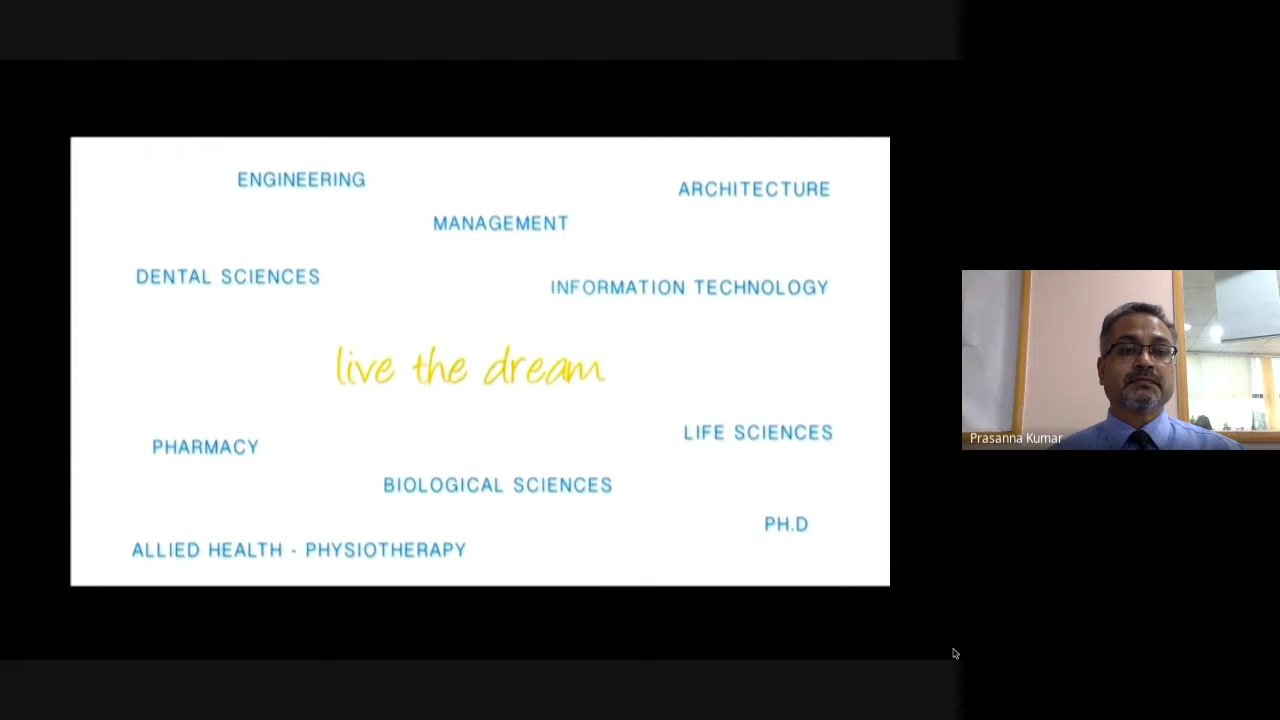 ENGINEERING
ARCHITECTURE
MANAGEMENT
DENTAL SCIENCES
INFORMATION TECHNOLOGY
live the dream
LIFE SCIENCES
PHARMACY
BIOLOGICAL SCIENCES
PH.D
ALLIED HEALTH - PHYSIOTHERAPY
Prasanna Kumar